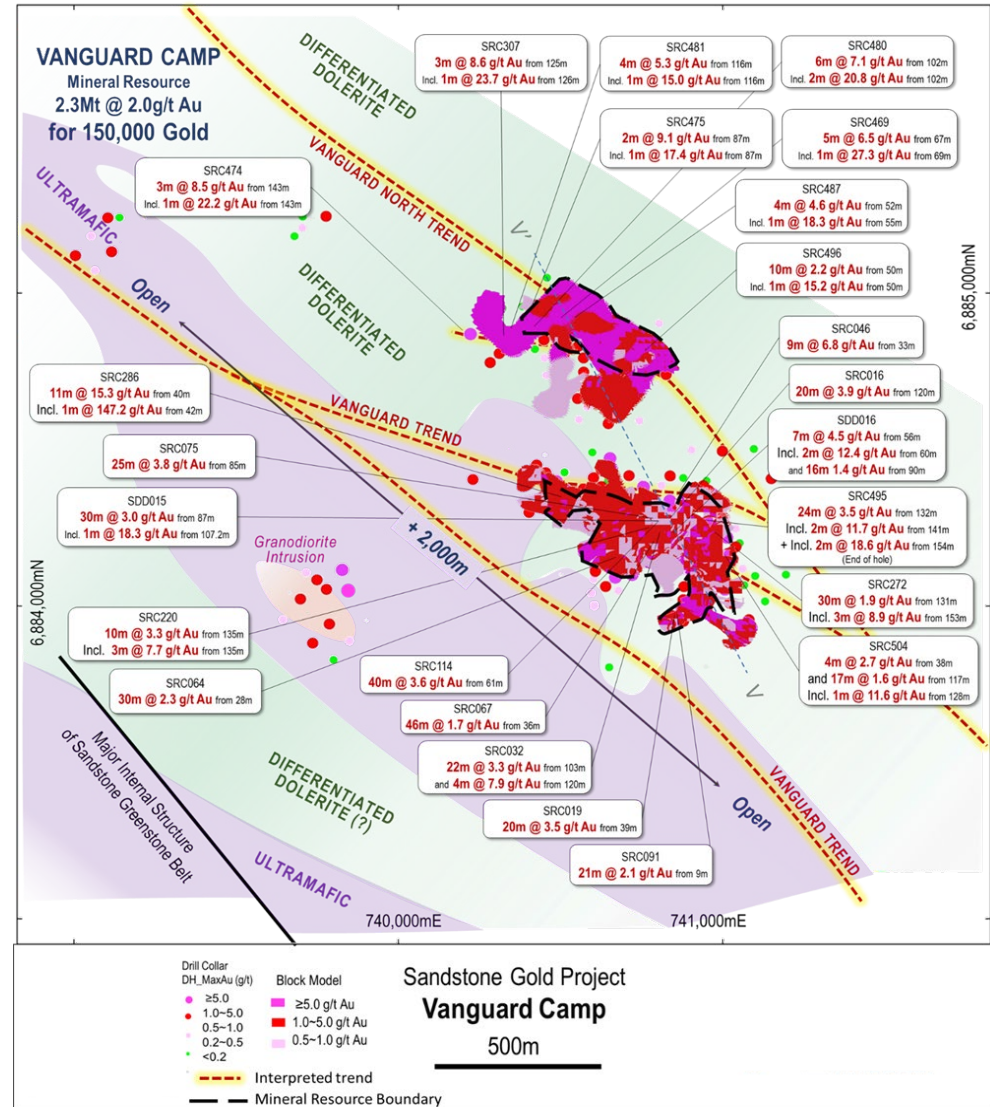 VANGUARD CAMP
Mineral Resource
2.3Mt @ 2.0g/t Au
for 150,000 Gold
DIFFERENTIATED
DOLERITE
SRC307
3m @ 8.6 g/t Au from 125m
Incl. 1m @ 23.7 g/t Au from 126m
SRC481
4m @ 5.3 g/t Au from 116m
Incl. 1m @ 15.0 g/t Au from 116m
SRC480
6m @ 7.1 g/t Au from 102m
Incl. 2m @ 20.8 g/t Au from 102m
SRC475
2m @ 9.1 g/t Au from 87m
Incl. 1m @ 17.4 g/t Au from 87m
SRC469
5m @ 6.5 g/t Au from 67m
Incl. 1m @ 27.3 g/t Au from 69m
SRC474
3m @ 8.5 g/t Au from 143m
Incl. 1m @ 22.2 g/t Au from 143m
SRC487
4m @ 4.6 g/t Au from 52m
Incl. 1m @ 18.3 g/t Au from 55m
ULTRAMAFIC
VANGUARD NORTH TREND
V'
SRC496
10m @ 2.2 g/t Au from 50m
Incl. 1m @ 15.2 g/t Au from 50m
6,885,000mN
Open
DIFFERENTIATED
DOLERITE
SRC046
9m @ 6.8 g/t Au from 33m
SRC286
11m @ 15.3 g/t Au from 40m
Incl. 1m @ 147.2 g/t Au from 42m
SRC016
20m @ 3.9 g/t Au from 120m
VANGUARD TREND
SDD016
7m @ 4.5 g/t Au from 56m
Incl. 2m @ 12.4 g/t Au from 60m
and 16m 1.4 g/t Au from 90m
SRC075
25m @ 3.8 g/t Au from 85m
SDD015
30m @ 3.0 g/t Au from 87m
Incl. 1m @ 18.3 g/t Au from 107.2m
SRC495
24m @ 3.5 g/t Au from 132m
Incl. 2m @ 11.7 g/t Au from 141m
+ Incl. 2m @ 18.6 g/t Au from 154m
(End of hole)
+ 2,000m
Granodiorite
Intrusion
6,884,000mN
SRC272
30m @ 1.9 g/t Au from 131m
Incl. 3m @ 8.9 g/t Au from 153m
SRC220
10m @ 3.3 g/t Au from 135m
Incl. 3m @ 7.7 g/t Au from 135m
SRC504
4m @ 2.7 g/t Au from 38m
and 17m @ 1.6 g/t Au from 117m
Incl. 1m @ 11.6 g/t Au from 128m
SRC064
30m @ 2.3 g/t Au from 28m
SRC114
40m @ 3.6 g/t Au from 61m
V
SRC067
46m @ 1.7 g/t Au from 36m
SRC032
22m @ 3.3 g/t Au from 103m
and 4m @ 7.9 g/t Au from 120m
Major Internal Structure
of Sandstone Greenstone Belt
DIFFERENTIATED
DOLERITE (?)
Open
VANGUARD TREND
SRC019
20m @ 3.5 g/t Au from 39m
SRC091
21m @ 2.1 g/t Au from 9m
ULTRAMAFIC
740,000mE
741,000mE
Drill Collar
DH_MaxAu (g/t)
≥5.0
1.0~5.0
0.5~1.0
0.2~0.5
<0.2
Block Model
≥5.0 g/t Au
1.0~5.0 g/t Au
0.5~1.0 g/t Au
Sandstone Gold Project
Vanguard Camp
500m
Interpreted trend
Mineral Resource Boundary